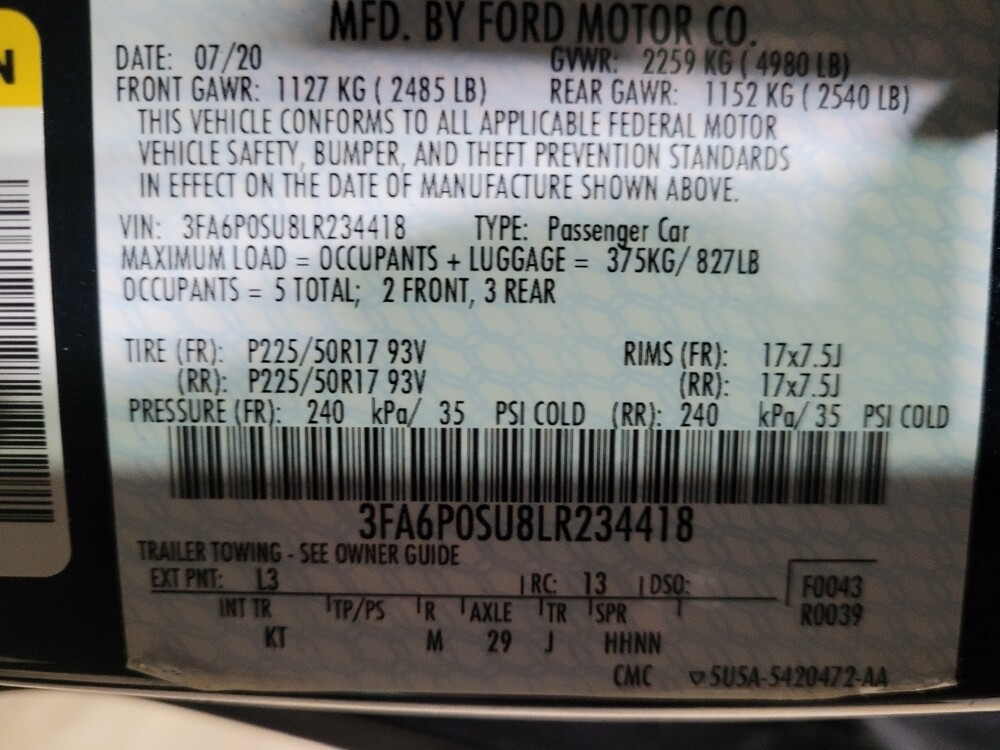 N
MFD. BY FORD MOTOR CO.
DATE: 07/20 GVWR: 2259 KG ( 4980 LB)
FRONT GAWR: 1127 KG ( 2485 LB) REAR GAWR: 1152 KG ( 2540 LB)
THIS VEHICLE CONFORMS TO ALL APPLICABLE FEDERAL MOTOR
VEHICLE SAFETY, BUMPER, AND THEFT PREVENTION STANDARDS
IN EFFECT ON THE DATE OF MANUFACTURE SHOWN ABOVE.
VIN: 3FA6P0SU8LR234418 TYPE: Passenger Car
MAXIMUM LOAD = OCCUPANTS + LUGGAGE = 375KG/ 827LB
OCCUPANTS = 5 TOTAL; 2 FRONT, 3 REAR
TIRE (FR): P225/50R17 93V RIMS (FR): 17x7.5J
(RR): P225/50R17 93V (RR): 17x7.5J
PRESSURE (FR): 240 kPa/ 35 PSI COLD (RR): 240 kPa/ 35 PSI COLD
3FA6P0SU8LR234418
TRAILER TOWING - SEE OWNER GUIDE
EXT PNT: L3 RC: 13 DSO: F0043
INT TR TP/PS R AXLE TR SPR R0039
KT M 29 J HHNN
CMC ▽5U5A-5420472-AA